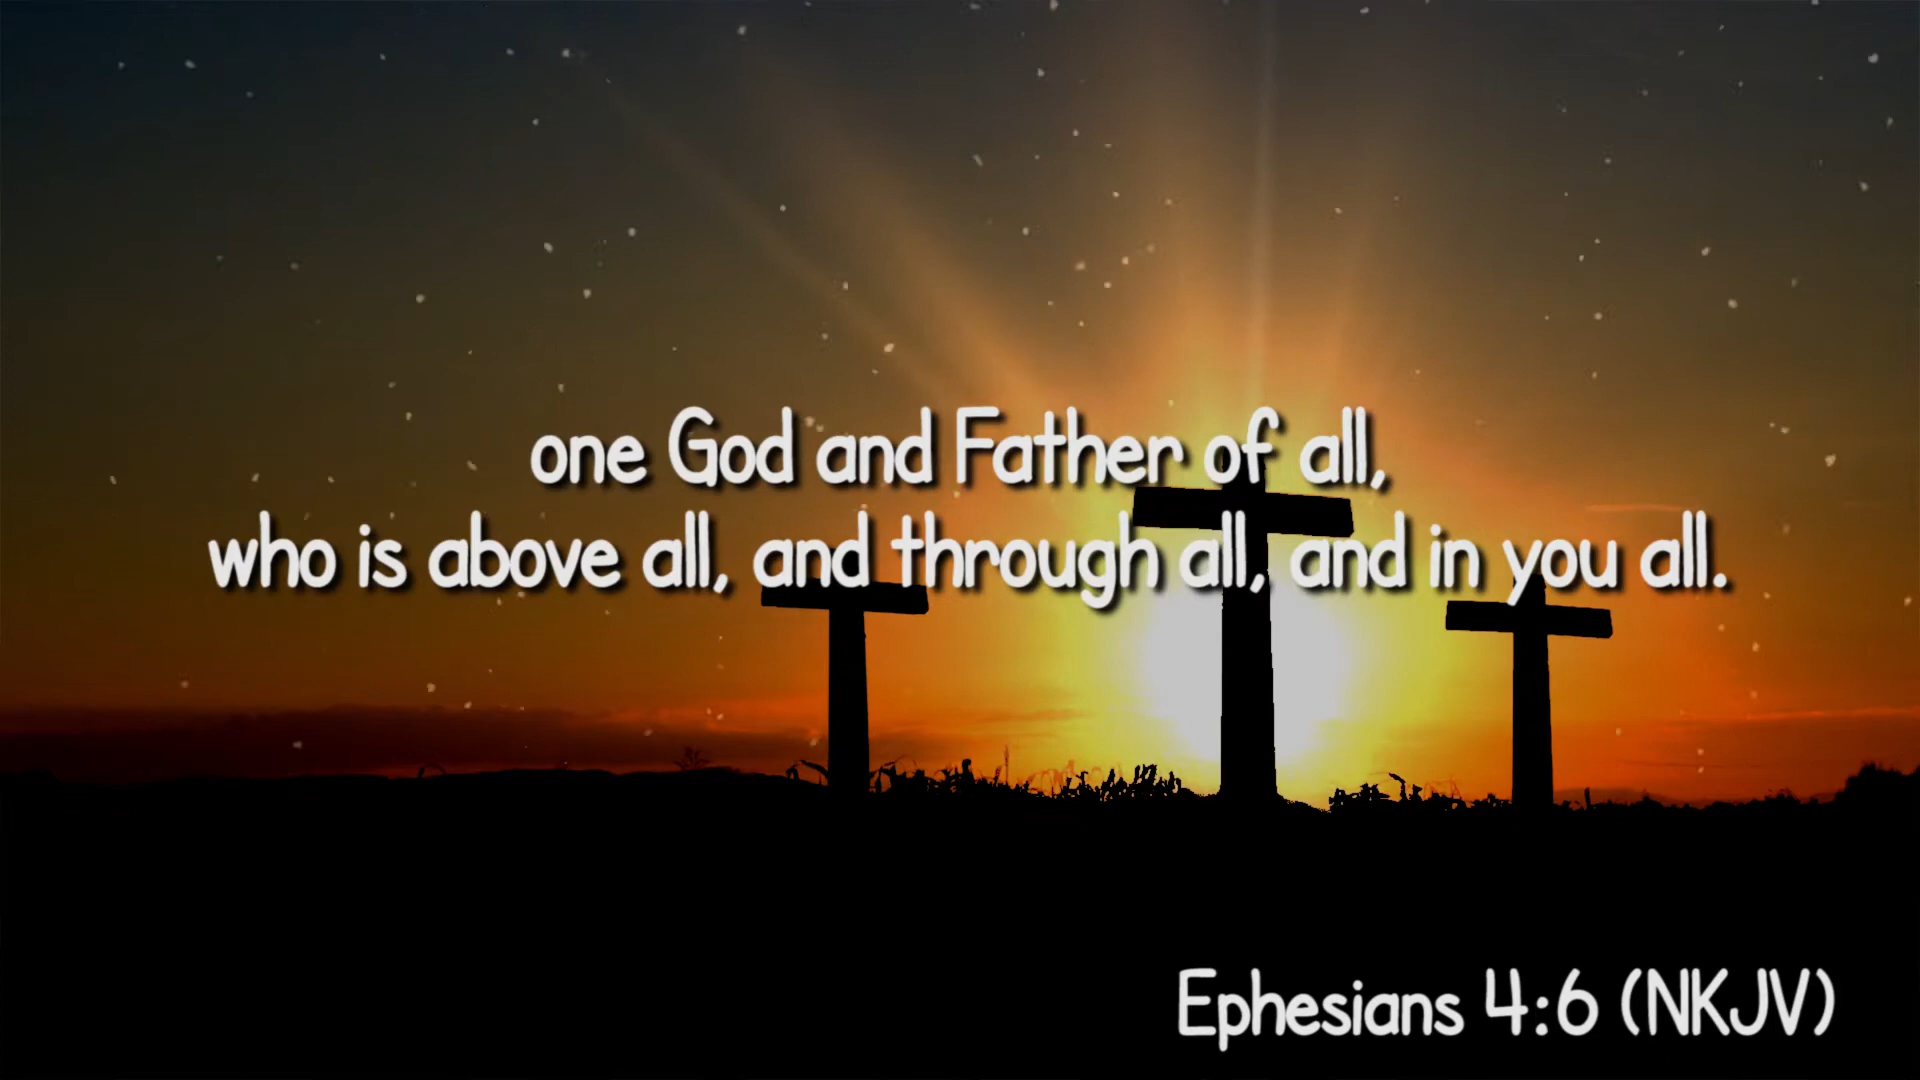 one God and Father of all,
who is above all, and through all, and in you all.
Ephesians 4:6 (NKJV)